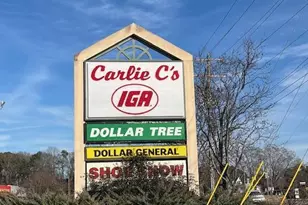 Carlie C's
IGA
DOLLAR TREE
DOLLAR GENERAL
SHOE SHOW